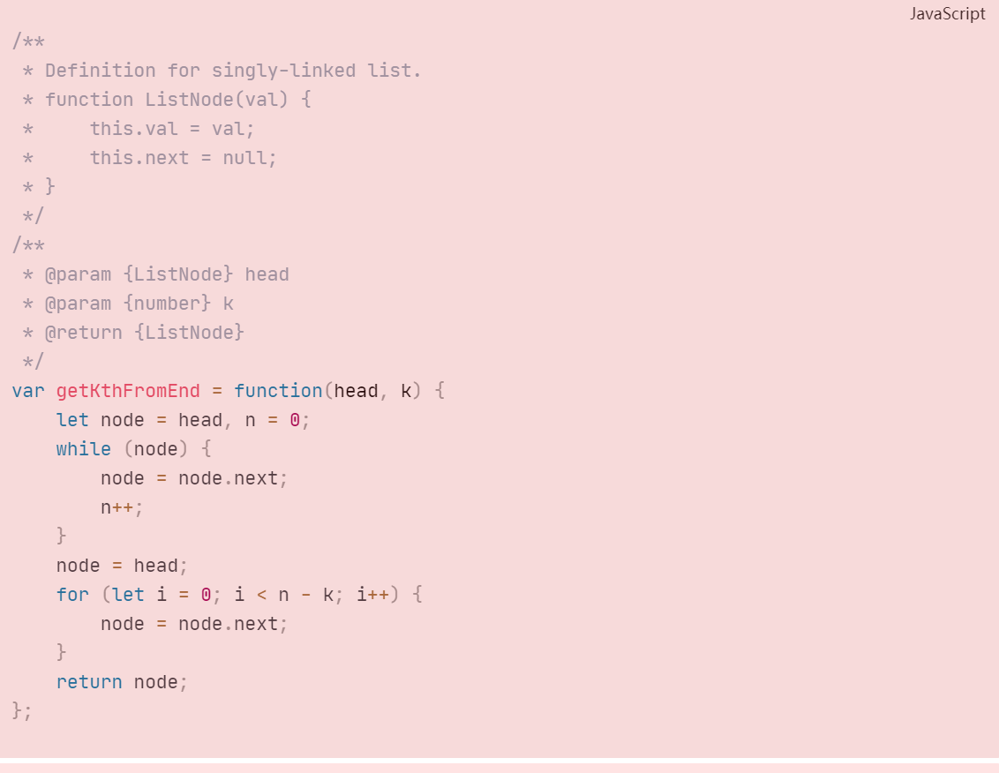 JavaScript
/**
 * Definition for singly-linked list.
 * function ListNode(val) {
 *     this.val = val;
 *     this.next = null;
 * }
 */
/**
 * @param {ListNode} head
 * @param {number} k
 * @return {ListNode}
 */
var getKthFromEnd = function(head, k) {
    let node = head, n = 0;
    while (node) {
        node = node.next;
        n++;
    }
    node = head;
    for (let i = 0; i < n - k; i++) {
        node = node.next;
    }
    return node;
};